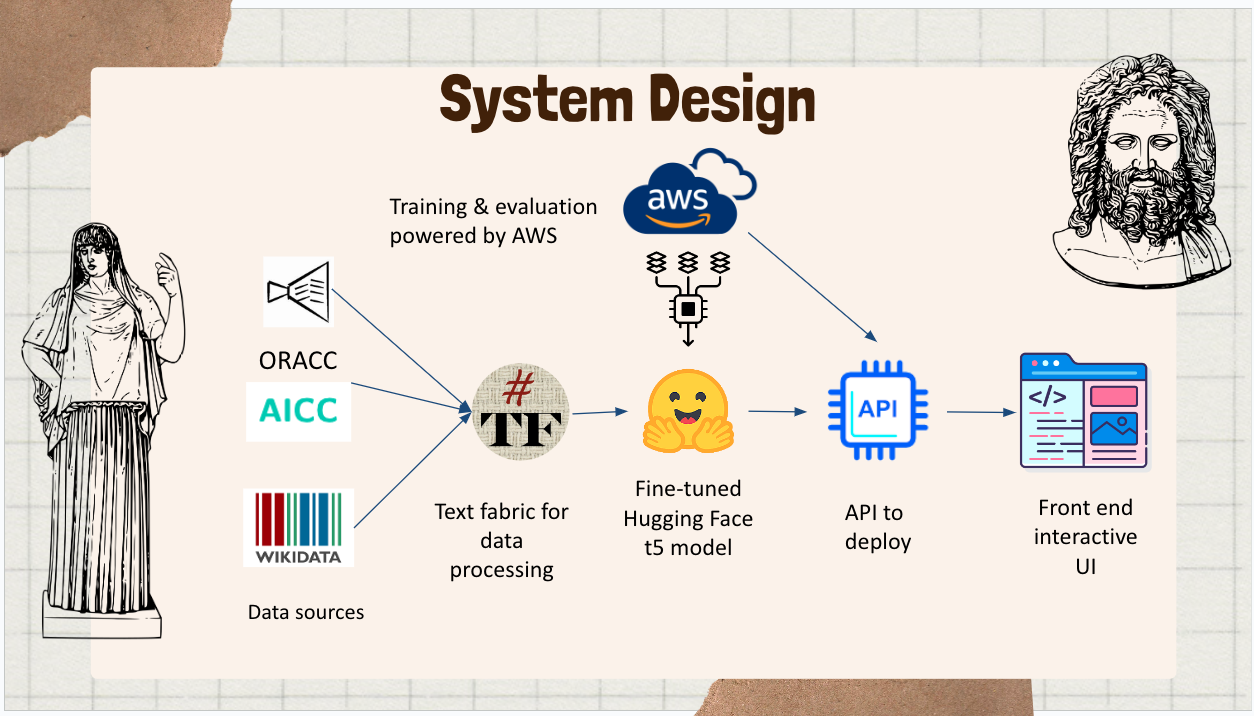 System Design
Training & evaluation
powered by AWS
aws
ORACC
AICC
WIKIDATA
Data sources
#
TF
Text fabric for
data
processing
Fine-tuned
Hugging Face
t5 model
API
API to
deploy
</>
Front end
interactive
UI